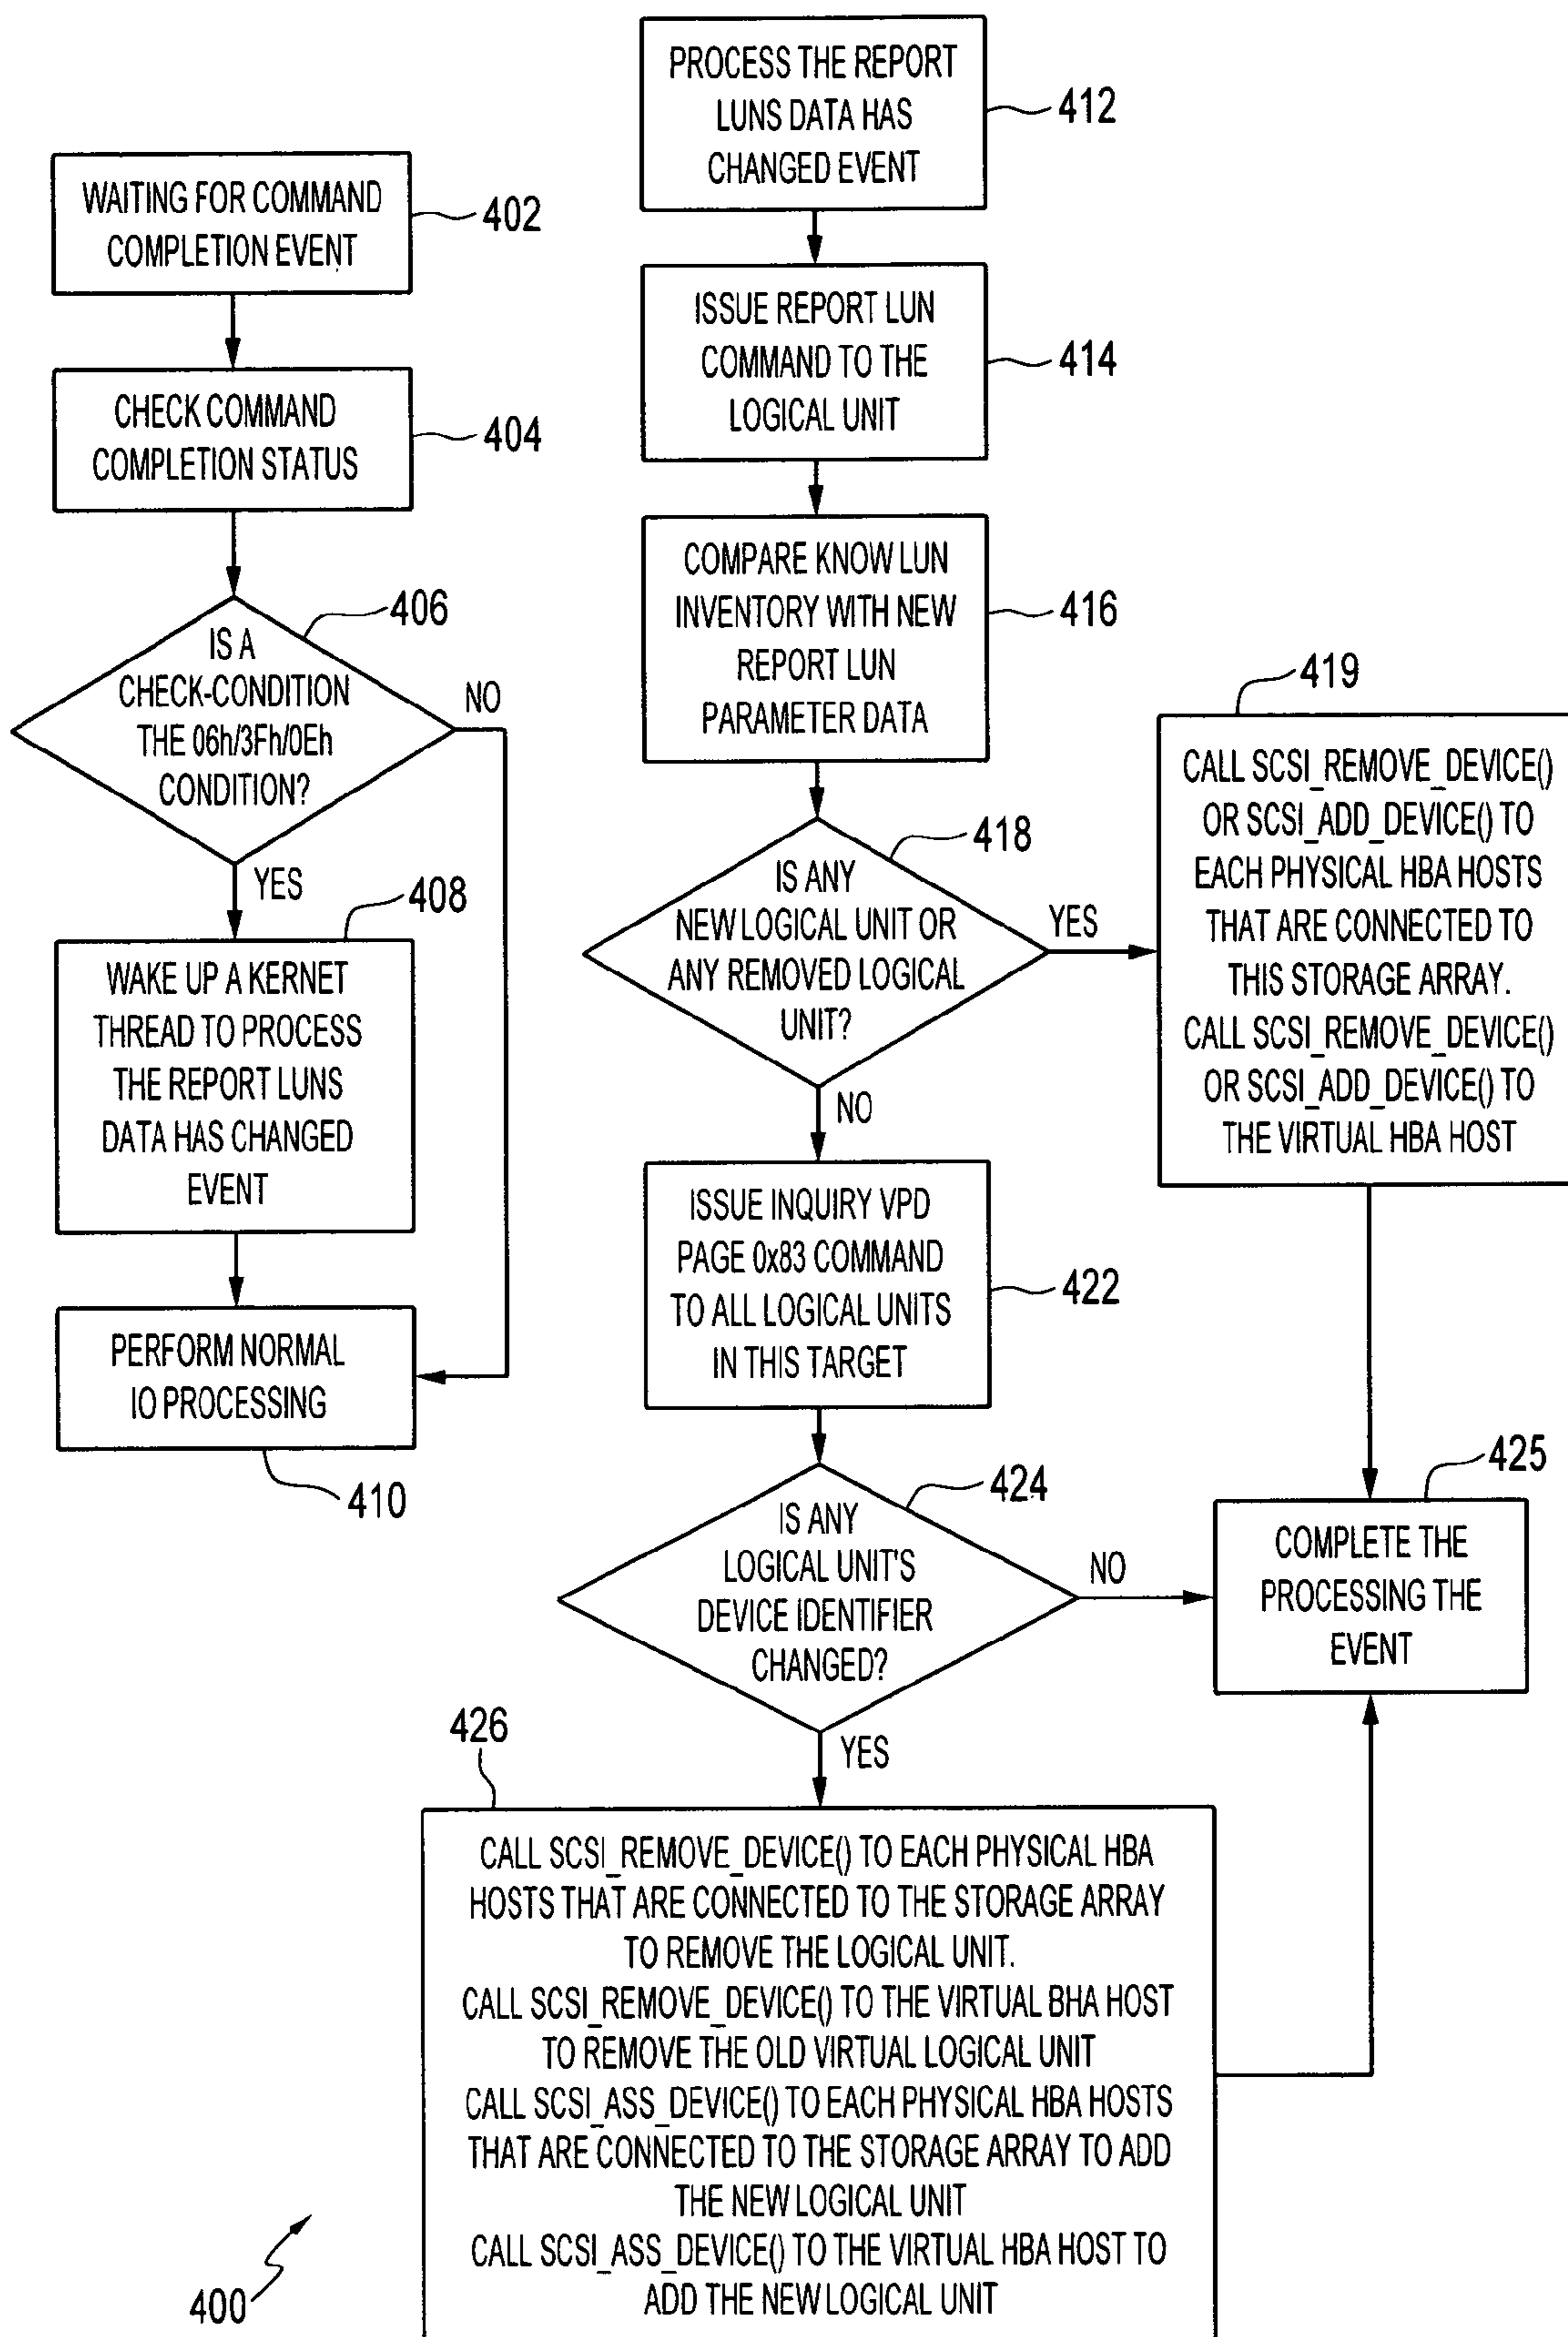 WAITING FOR COMMAND
COMPLETION EVENT
402
CHECK COMMAND
COMPLETION STATUS
404
406
IS A
CHECK-CONDITION
THE 06h/3Fh/0Eh
CONDITION?
NO
YES
408
WAKE UP A KERNET
THREAD TO PROCESS
THE REPORT LUNS
DATA HAS CHANGED
EVENT
PERFORM NORMAL
IO PROCESSING
410
PROCESS THE REPORT
LUNS DATA HAS
CHANGED EVENT
412
ISSUE REPORT LUN
COMMAND TO THE
LOGICAL UNIT
414
COMPARE KNOW LUN
INVENTORY WITH NEW
REPORT LUN
PARAMETER DATA
416
418
IS ANY
NEW LOGICAL UNIT OR
ANY REMOVED LOGICAL
UNIT?
YES
NO
419
CALL SCSI_REMOVE_DEVICE()
OR SCSI_ADD_DEVICE() TO
EACH PHYSICAL HBA HOSTS
THAT ARE CONNECTED TO
THIS STORAGE ARRAY.
CALL SCSI_REMOVE_DEVICE()
OR SCSI_ADD_DEVICE() TO
THE VIRTUAL HBA HOST
ISSUE INQUIRY VPD
PAGE 0x83 COMMAND
TO ALL LOGICAL UNITS
IN THIS TARGET
422
424
IS ANY
LOGICAL UNIT'S
DEVICE IDENTIFIER
CHANGED?
NO
YES
425
COMPLETE THE
PROCESSING THE
EVENT
426
CALL SCSI_REMOVE_DEVICE() TO EACH PHYSICAL HBA
HOSTS THAT ARE CONNECTED TO THE STORAGE ARRAY
TO REMOVE THE LOGICAL UNIT.
CALL SCSI_REMOVE_DEVICE() TO THE VIRTUAL BHA HOST
TO REMOVE THE OLD VIRTUAL LOGICAL UNIT
CALL SCSI_ASS_DEVICE() TO EACH PHYSICAL HBA HOSTS
THAT ARE CONNECTED TO THE STORAGE ARRAY TO ADD
THE NEW LOGICAL UNIT
CALL SCSI_ASS_DEVICE() TO THE VIRTUAL HBA HOST TO
ADD THE NEW LOGICAL UNIT
400